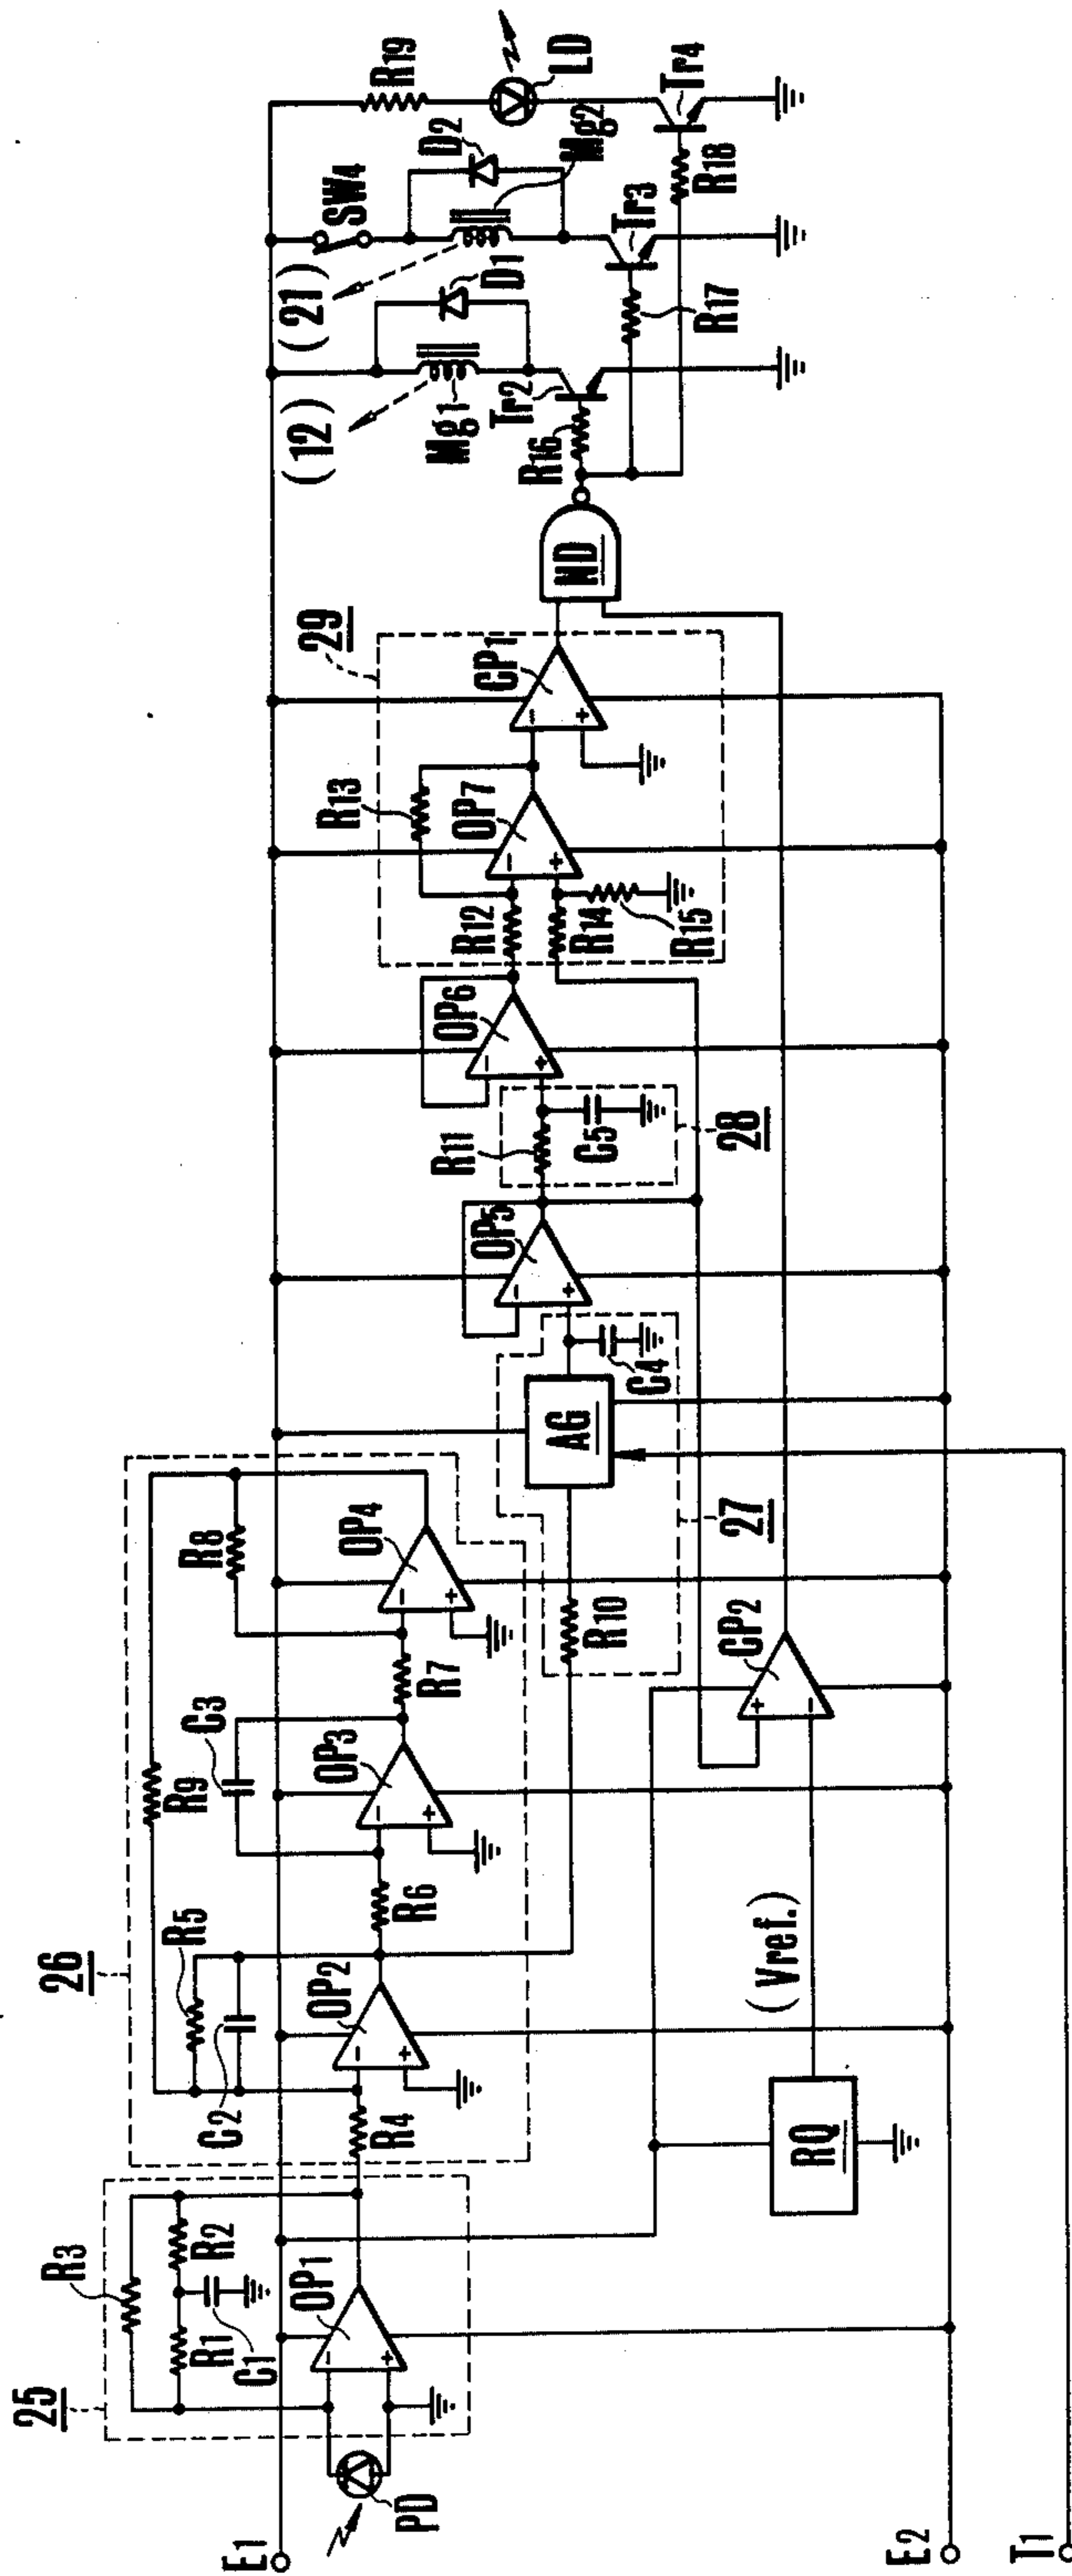 25
R3
R1
R2
C1
OP1
PD
E1
E2
T1
26
R9
R5
C2
OP2
R4
R6
C3
OP3
R7
R8
OP4
RQ
(Vref.)
CP2
27
R10
AG
C4
OP5
28
R11
C5
OP6
29
R12
R13
R14
R15
OP7
CP1
ND
R16
R17
R18
Tr2
Tr3
Tr4
(12)
Mg1
D1
(21)
SW4
D2
Mg2
R19
LD